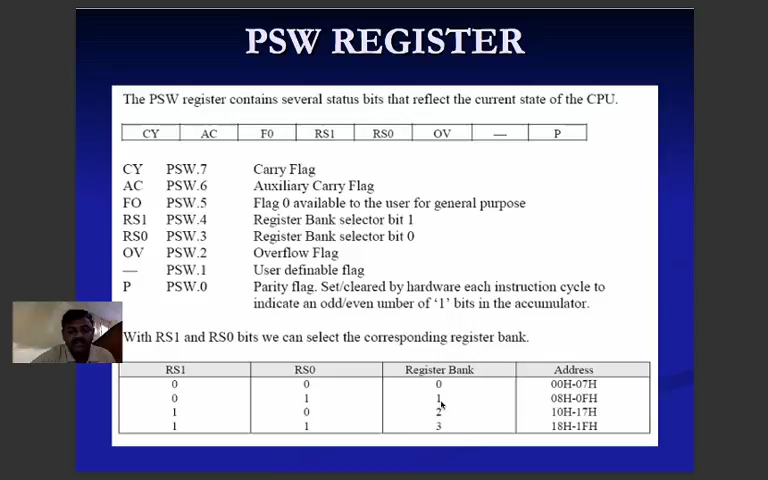 PSW REGISTER
The PSW register contains several status bits that reflect the current state of the CPU.
CY AC F0 RS1 RS0 OV — P
CY PSW.7 Carry Flag
AC PSW.6 Auxiliary Carry Flag
FO PSW.5 Flag 0 available to the user for general purpose
RS1 PSW.4 Register Bank selector bit 1
RS0 PSW.3 Register Bank selector bit 0
OV PSW.2 Overflow Flag
— PSW.1 User definable flag
P PSW.0 Parity flag. Set/cleared by hardware each instruction cycle to
indicate an odd/even umber of '1' bits in the accumulator.
With RS1 and RS0 bits we can select the corresponding register bank.
RS1 RS0 Register Bank Address
0 0 0 00H-07H
0 1 1 08H-0FH
1 0 2 10H-17H
1 1 3 18H-1FH